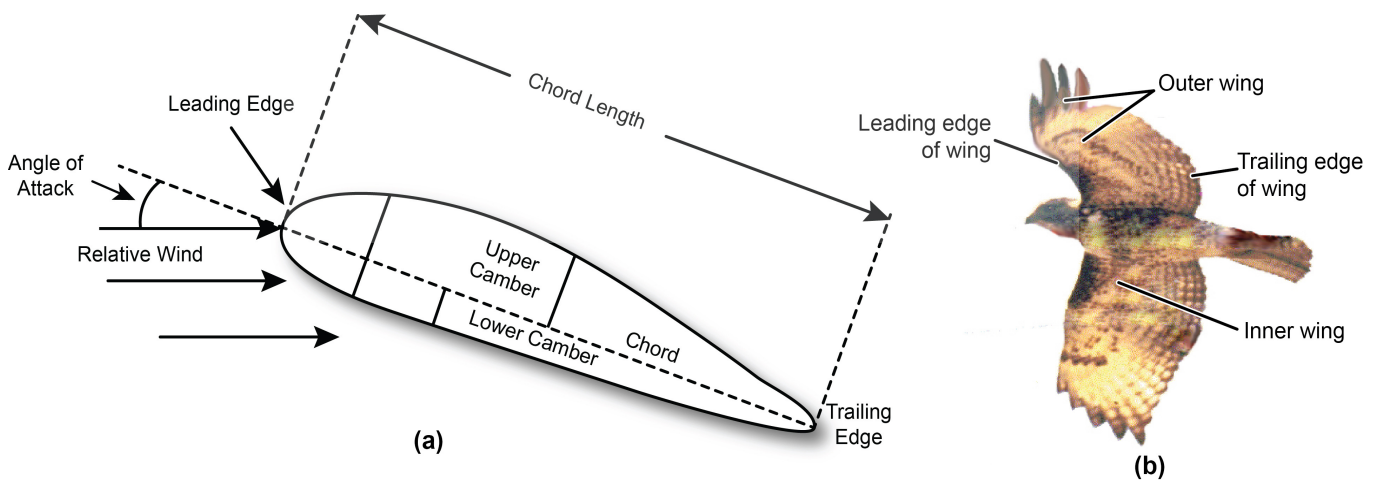 Chord Length
Leading Edge
Angle of
Attack
Relative Wind
Upper
Camber
Lower Camber
Chord
Trailing
Edge
(a)
Outer wing
Leading edge
of wing
Trailing edge
of wing
Inner wing
(b)